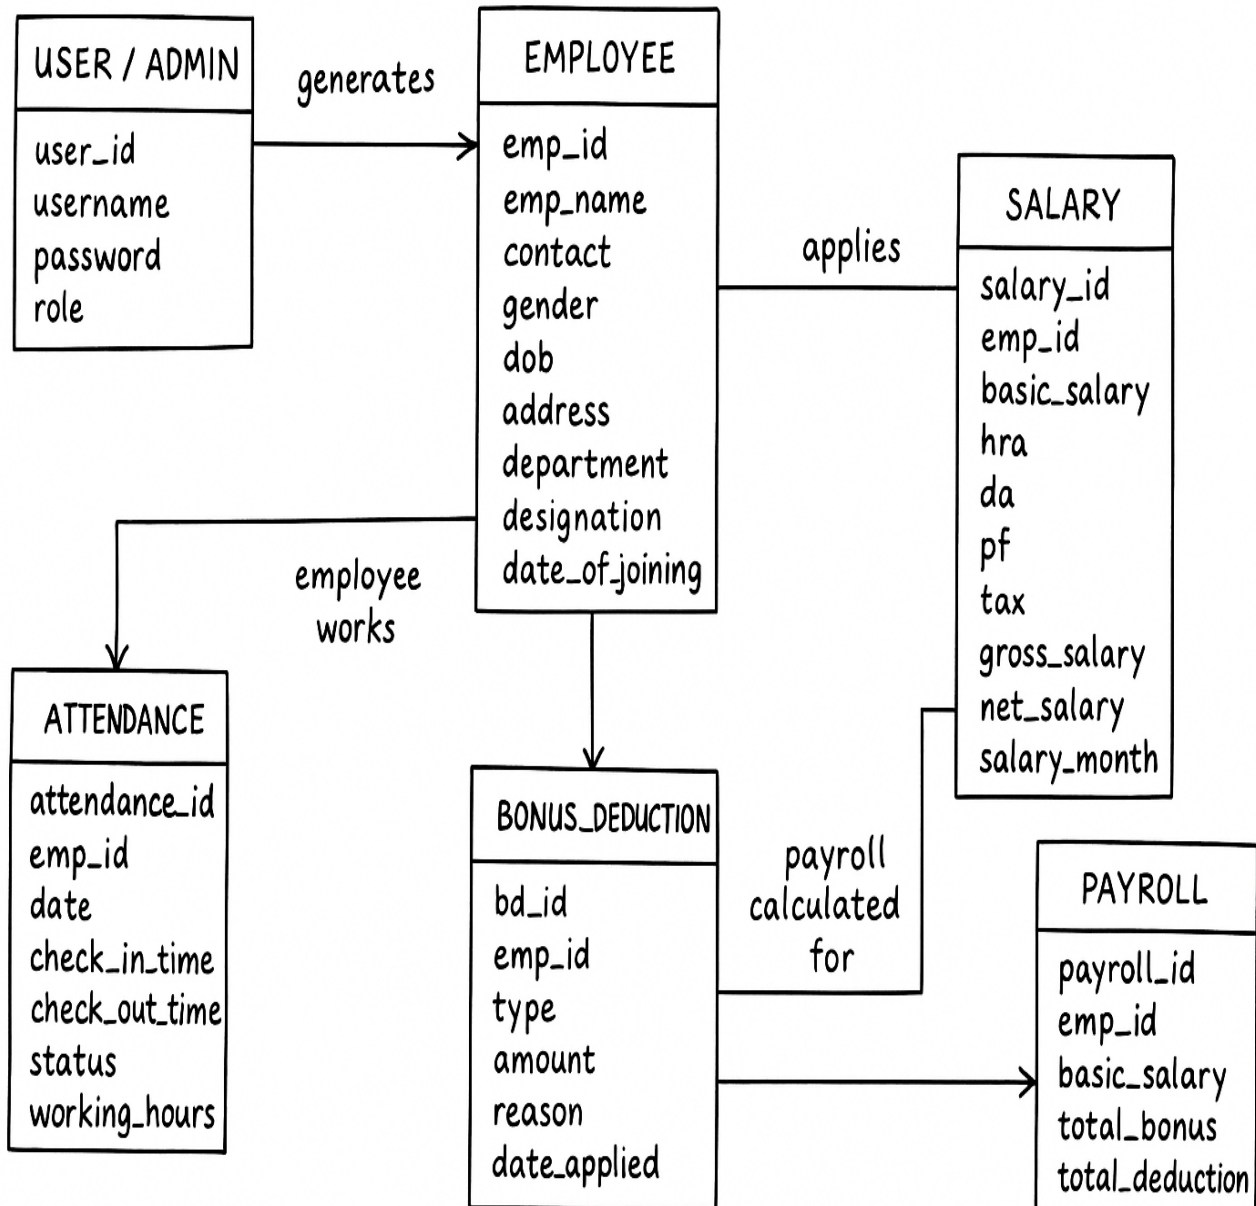 USER / ADMIN
user_id
username
password
role
generates
EMPLOYEE
emp_id
emp_name
contact
gender
dob
address
department
designation
date_of_joining
applies
SALARY
salary_id
emp_id
basic_salary
hra
da
pf
tax
gross_salary
net_salary
salary_month
employee
works
ATTENDANCE
attendance_id
emp_id
date
check_in_time
check_out_time
status
working_hours
BONUS_DEDUCTION
bd_id
emp_id
type
amount
reason
date_applied
payroll
calculated
for
PAYROLL
payroll_id
emp_id
basic_salary
total_bonus
total_deduction